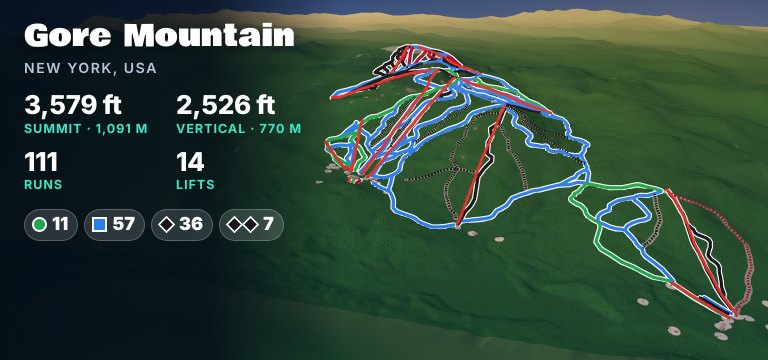 Gore Mountain
NEW YORK, USA
3,579 ft 2,526 ft
SUMMIT · 1,091 M VERTICAL · 770 M
111 14
RUNS LIFTS
11 57 36 7